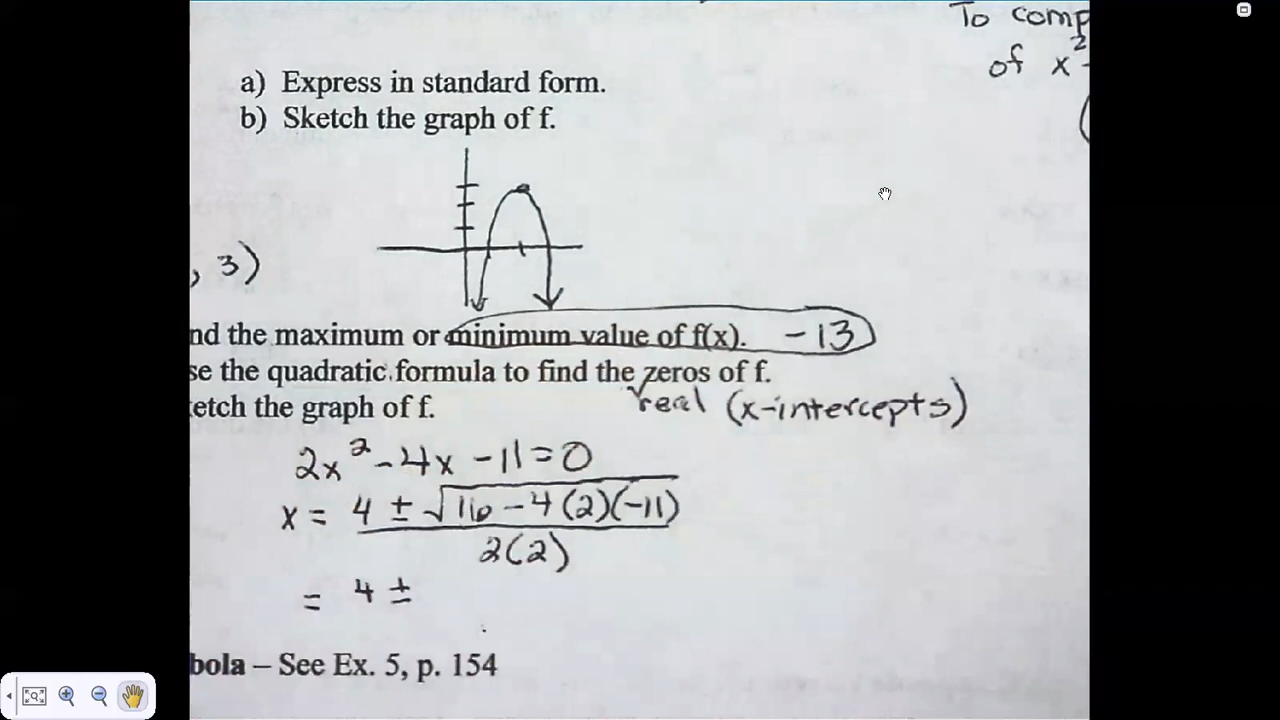 To comp
of x²-
(
a) Express in standard form.
b) Sketch the graph of f.
, 3)
nd the maximum or minimum value of f(x). -13
se the quadratic formula to find the zeros of f.
etch the graph of f. real (x-intercepts)
2x² - 4x - 11 = 0
x = 4 ± √16 - 4(2)(-11)
2(2)
= 4 ±
bola – See Ex. 5, p. 154